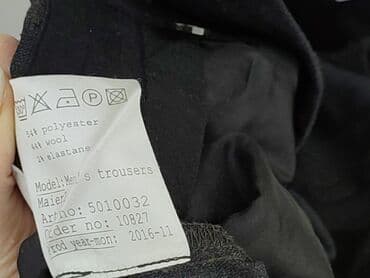 P
54% polyester
44% wool
2% elastane
Model: Men's trousers
Maier
Art no: 5010032
Order no: 10827
Prod year-mon: 2016-11